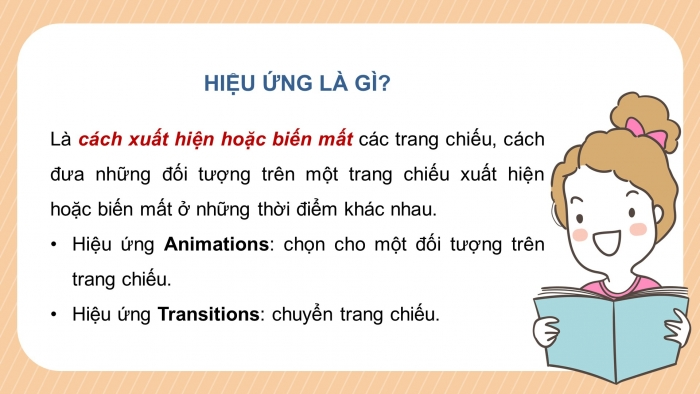 HIỆU ỨNG LÀ GÌ?
Là cách xuất hiện hoặc biến mất các trang chiếu, cách
đưa những đối tượng trên một trang chiếu xuất hiện
hoặc biến mất ở những thời điểm khác nhau.
• Hiệu ứng Animations: chọn cho một đối tượng trên
trang chiếu.
• Hiệu ứng Transitions: chuyển trang chiếu.